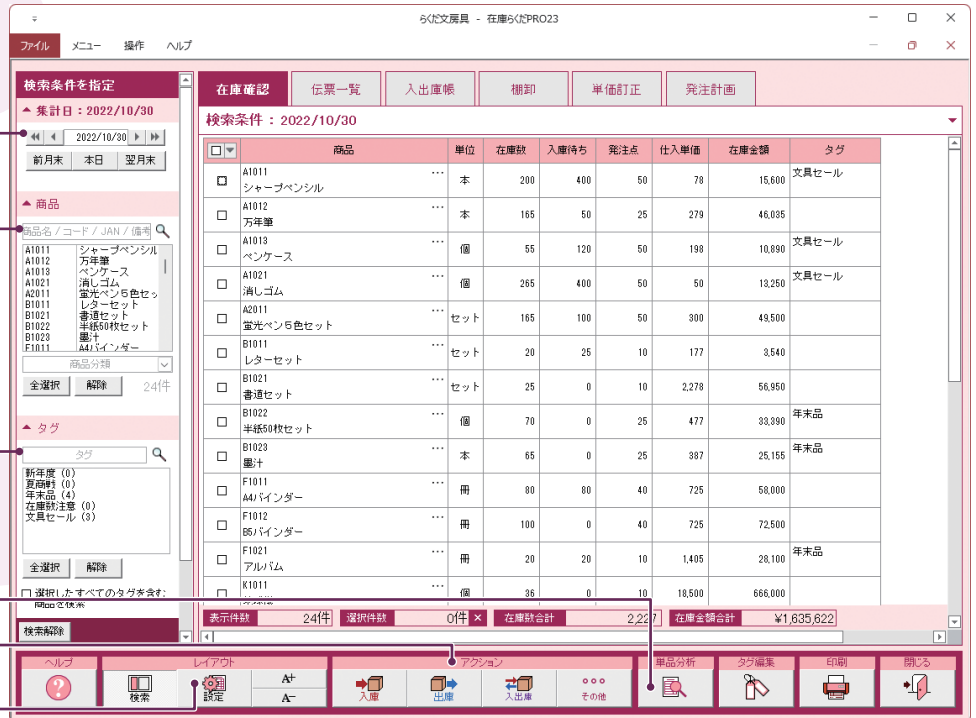 らくだ文房具 - 在庫らくだPRO23
ファイル メニュー 操作 ヘルプ
検索条件を指定
集計日：2022/10/30
2022/10/30
前月末 本日 翌月末
商品
商品名 / コード / JAN / 備考
A1011 シャープペンシル
A1012 万年筆
A1013 ペンケース
A1021 消しゴム
A2011 蛍光ペン５色セッ
B1011 レターセット
B1021 書道セット
B1022 半紙50枚セット
B1023 墨汁
F1011 A4バインダー
商品分類
全選択 解除 24件
タグ
タグ
新年度 (0)
夏商戦 (0)
年末品 (4)
在庫数注意 (0)
文具セール (3)
全選択 解除
選択したすべてのタグを含む
商品を検索
検索解除
在庫確認 伝票一覧 入出庫帳 棚卸 単価訂正 発注計画
検索条件：2022/10/30
商品 単位 在庫数 入庫待ち 発注点 仕入単価 在庫金額 タグ
A1011 ...
シャープペンシル 本 200 400 50 78 15,600 文具セール
A1012 ...
万年筆 本 165 50 25 279 46,035
A1013 ...
ペンケース 個 55 120 50 198 10,890 文具セール
A1021 ...
消しゴム 個 265 400 50 50 13,250 文具セール
A2011 ...
蛍光ペン５色セット セット 165 100 50 300 49,500
B1011 ...
レターセット セット 20 25 10 177 3,540
B1021 ...
書道セット セット 25 0 10 2,278 56,950
B1022 ...
半紙50枚セット 個 70 0 25 477 33,390 年末品
B1023 ...
墨汁 本 65 0 25 387 25,155 年末品
F1011 ...
A4バインダー 冊 80 80 40 725 58,000
F1012 ...
B5バインダー 冊 100 0 40 725 72,500
F1021 ...
アルバム 冊 20 20 10 1,405 28,100 年末品
K1011 ...
個 36 0 10 18,500 666,000
表示件数 24件 選択件数 0件 × 在庫数合計 2,227 在庫金額合計 ¥1,635,622
ヘルプ レイアウト アクション 単品分析 タグ編集 印刷 閉じる
検索 設定 A+ A− 入庫 出庫 入出庫 その他